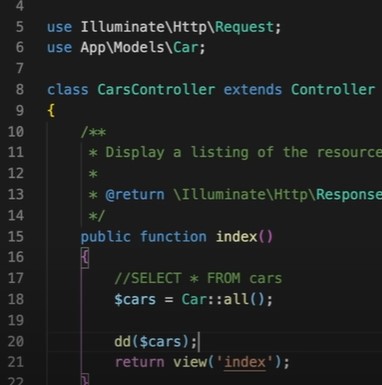 4
5 use Illuminate\Http\Request;
6 use App\Models\Car;
7
8 class CarsController extends Controller
9 {
10 /**
11 * Display a listing of the resource
12 *
13 * @return \Illuminate\Http\Response
14 */
15 public function index()
16 {
17 //SELECT * FROM cars
18 $cars = Car::all();
19
20 dd($cars);
21 return view('index');
22 }